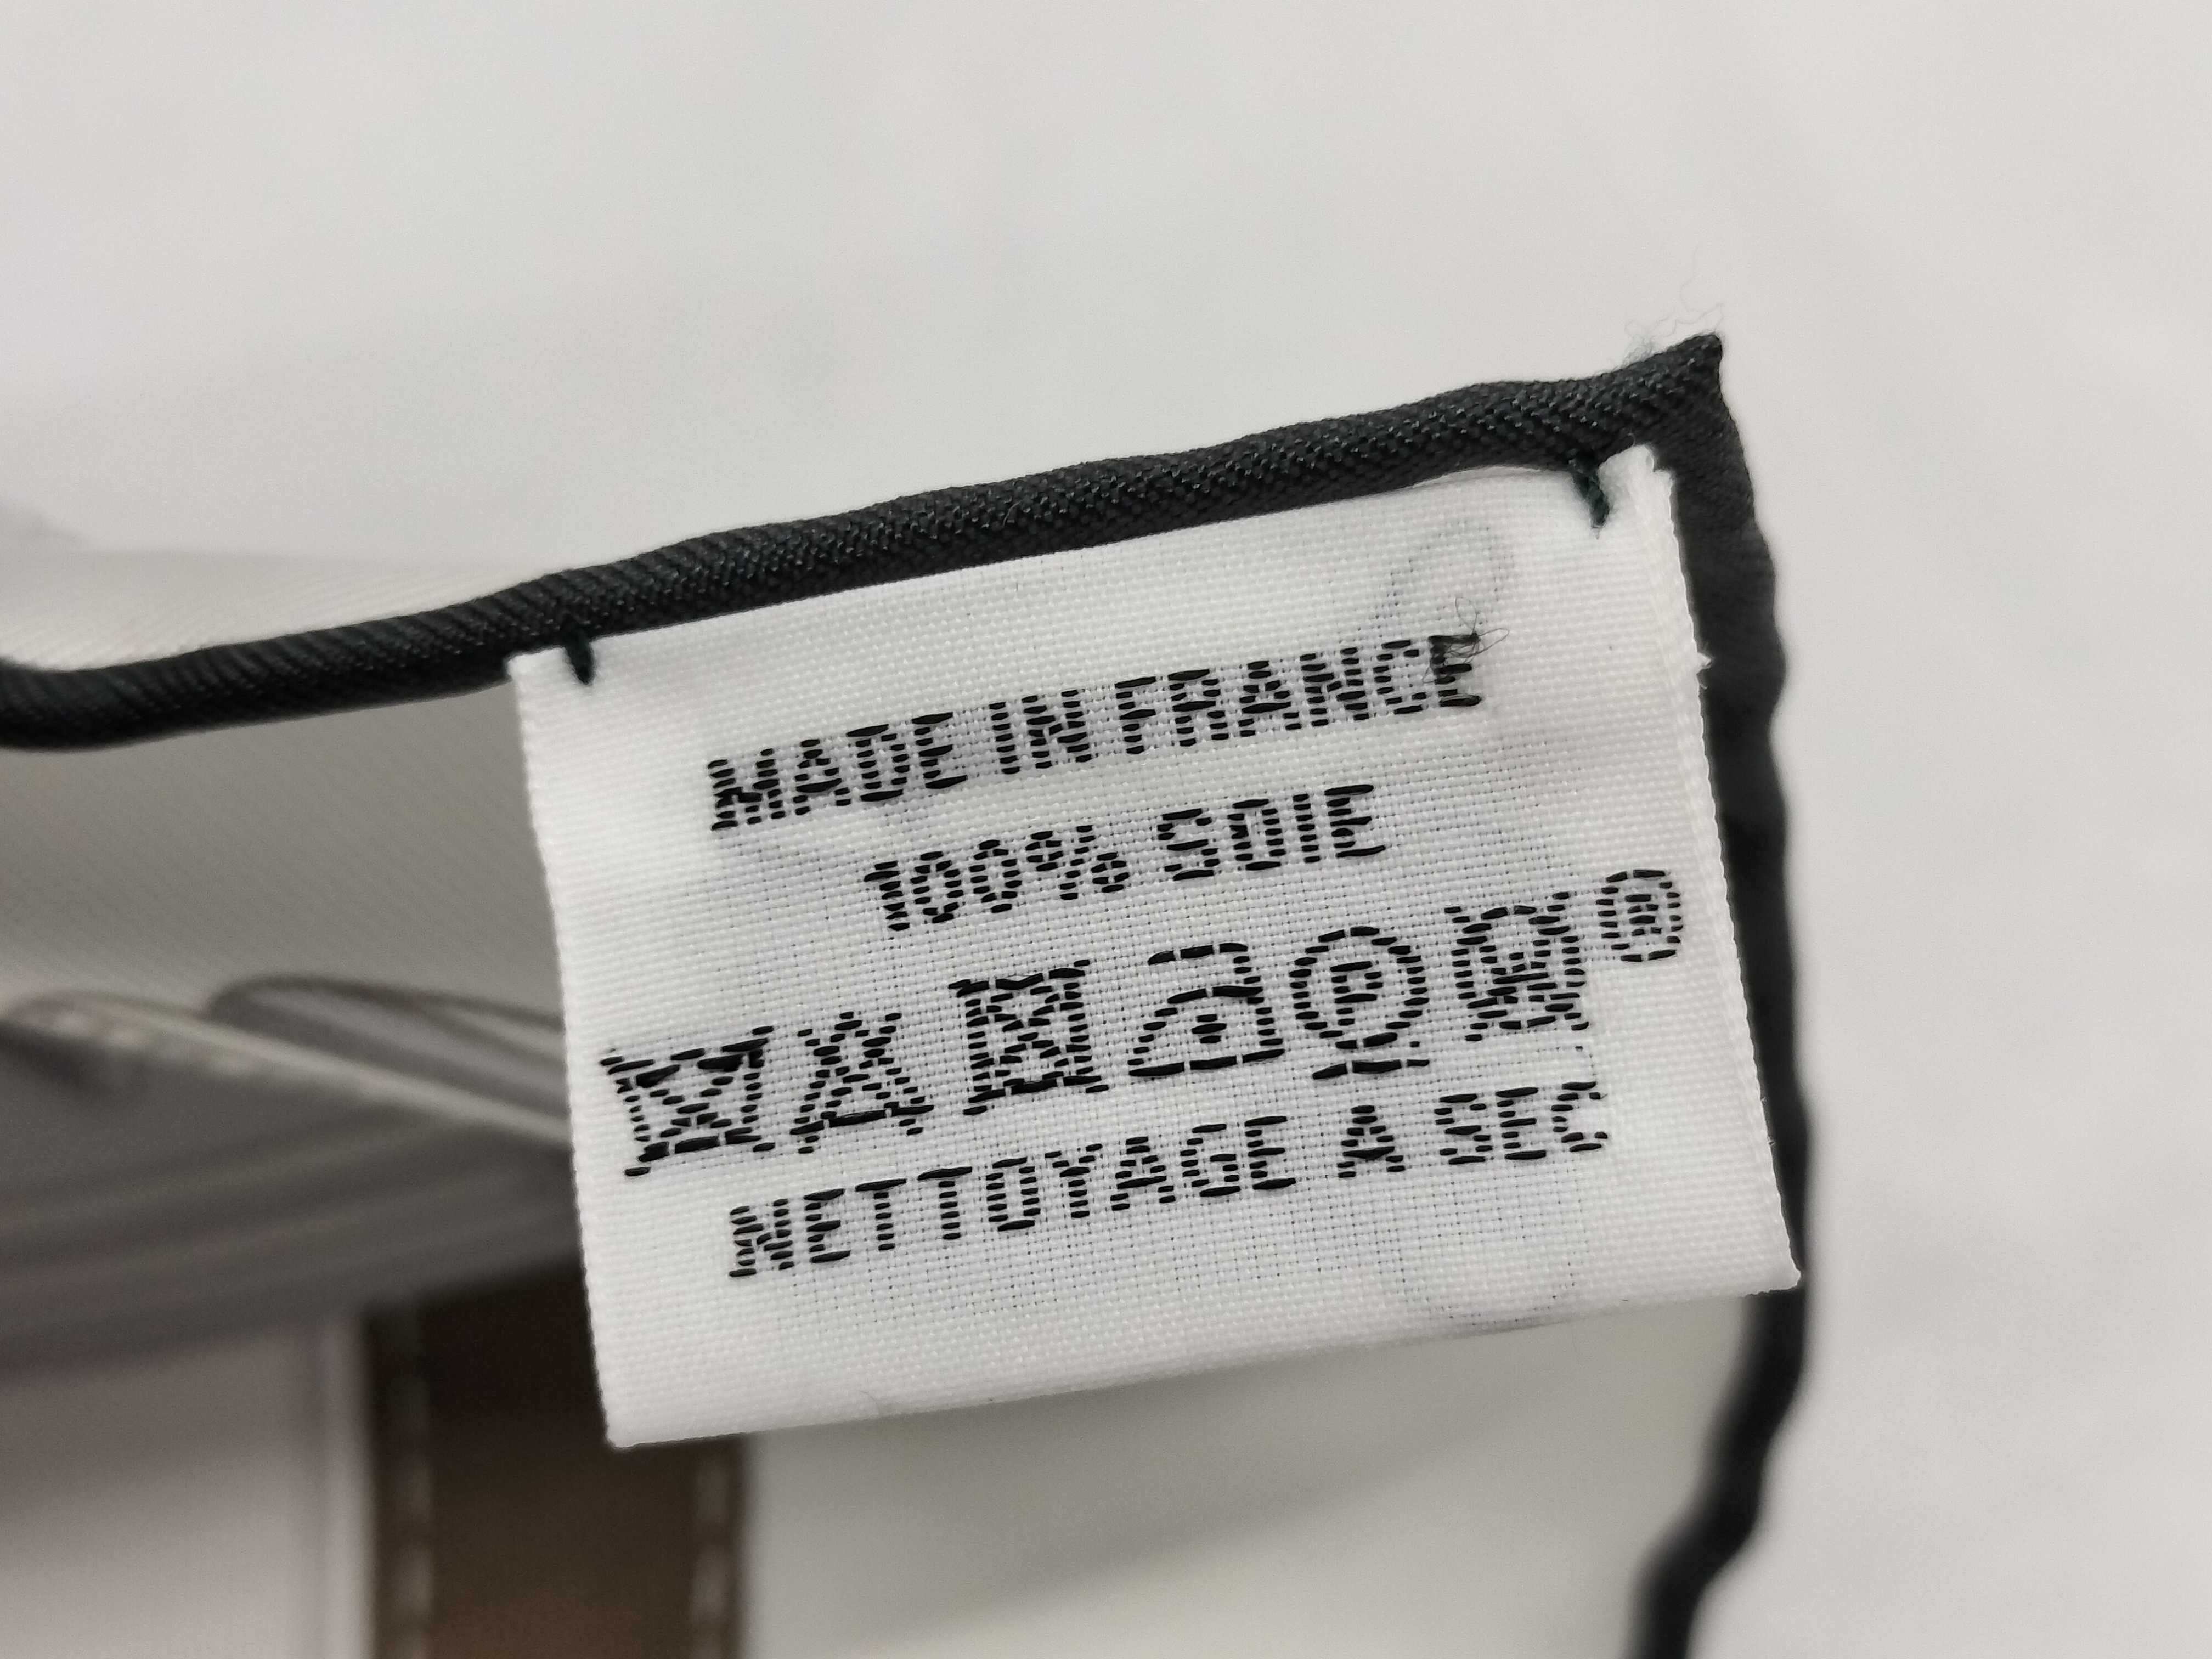 MADE IN FRANCE
100% SOIE
P W ®
NETTOYAGE A SEC